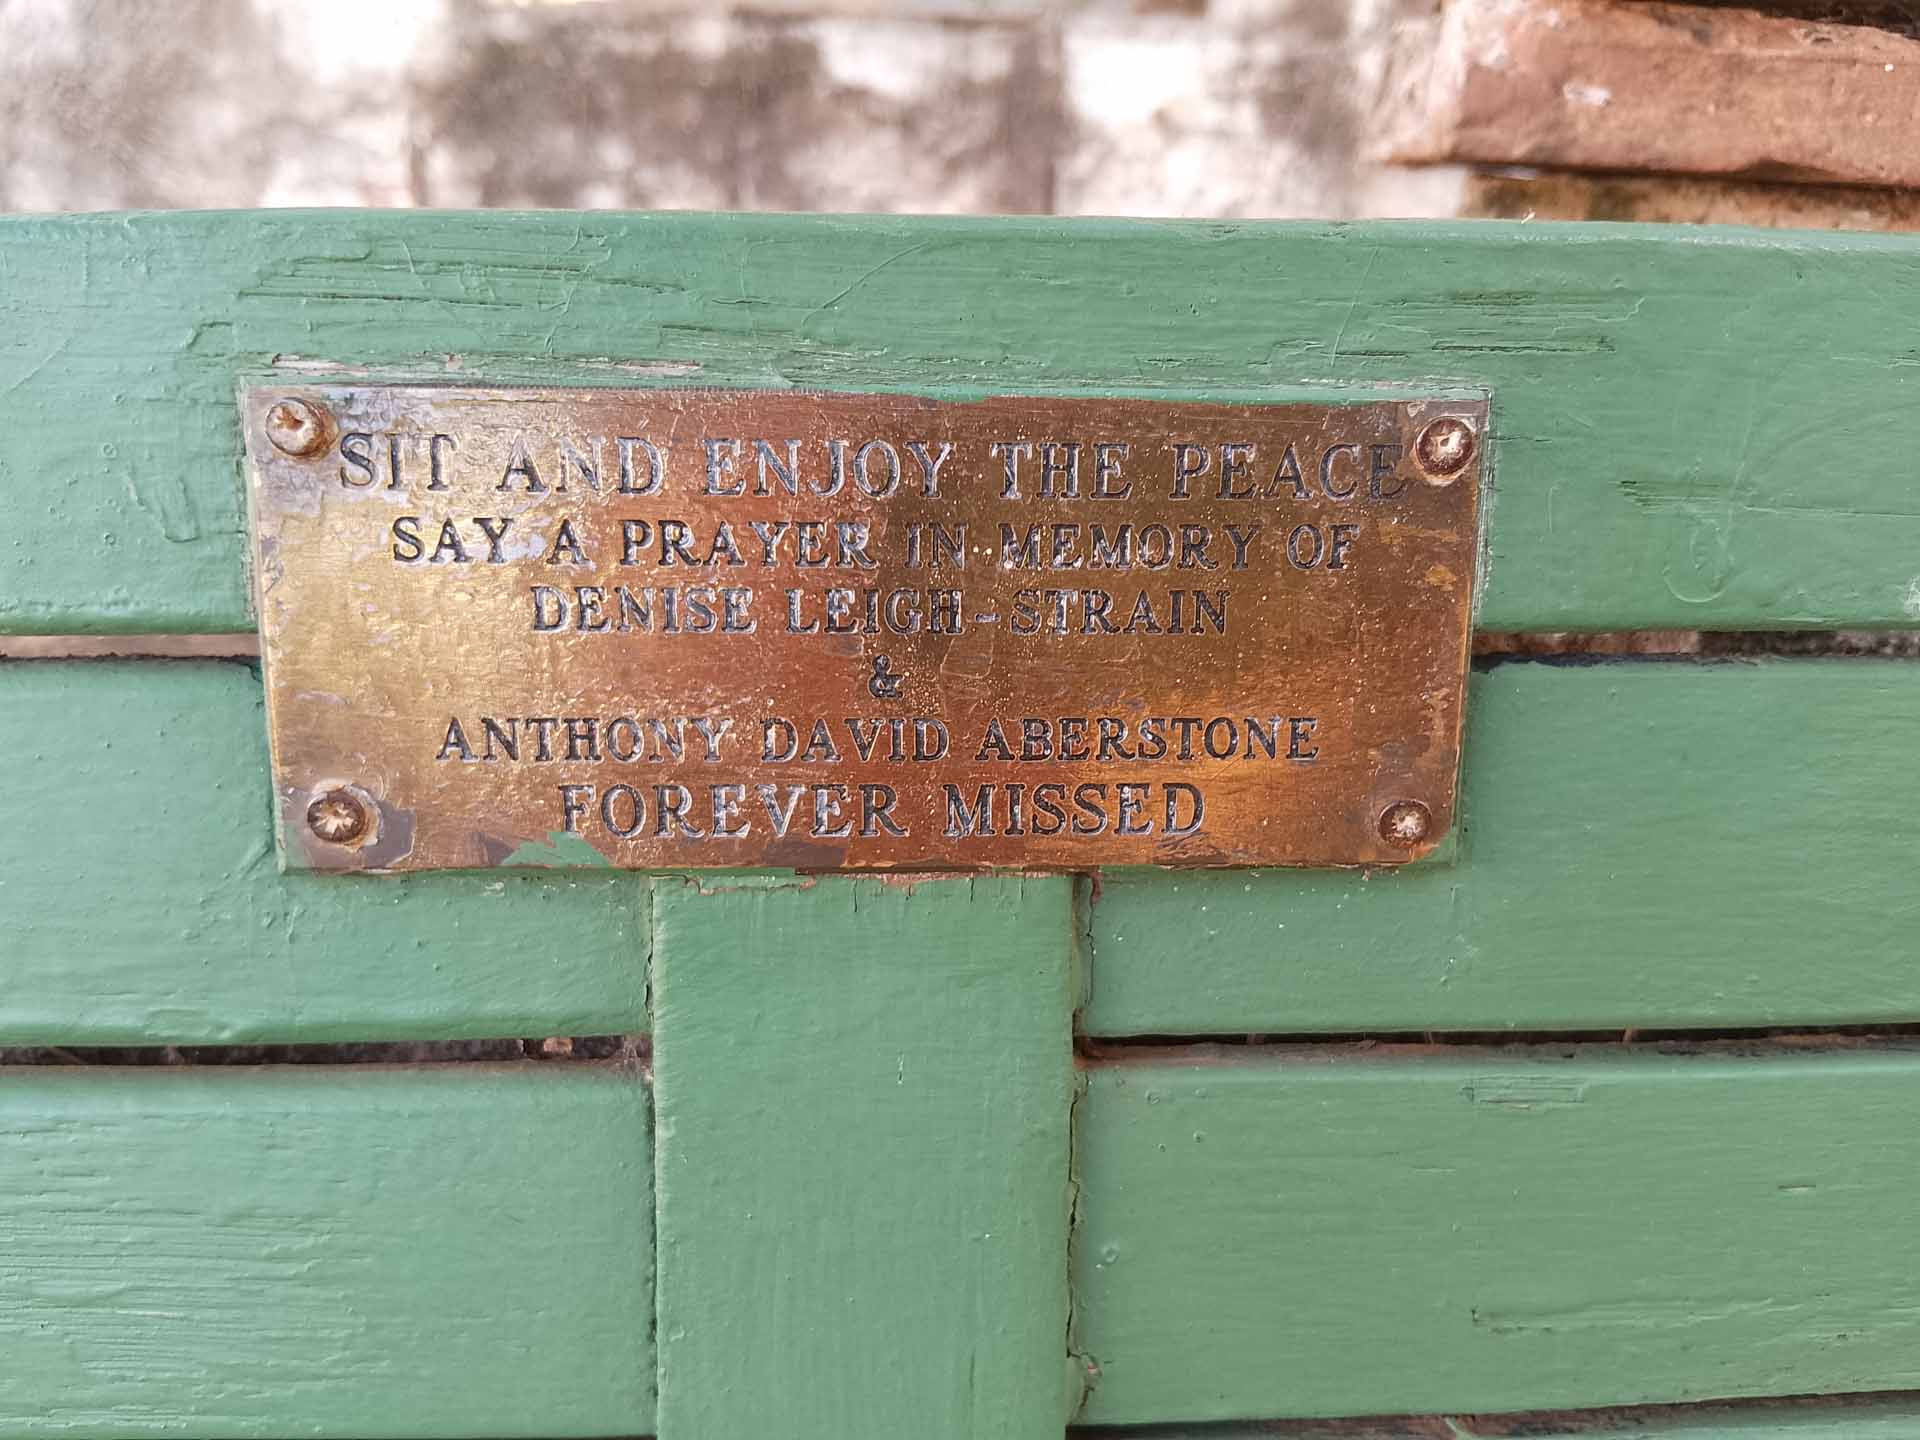 SIT AND ENJOY THE PEACE
SAY A PRAYER IN MEMORY OF
DENISE LEIGH-STRAIN
&
ANTHONY DAVID ABERSTONE
FOREVER MISSED